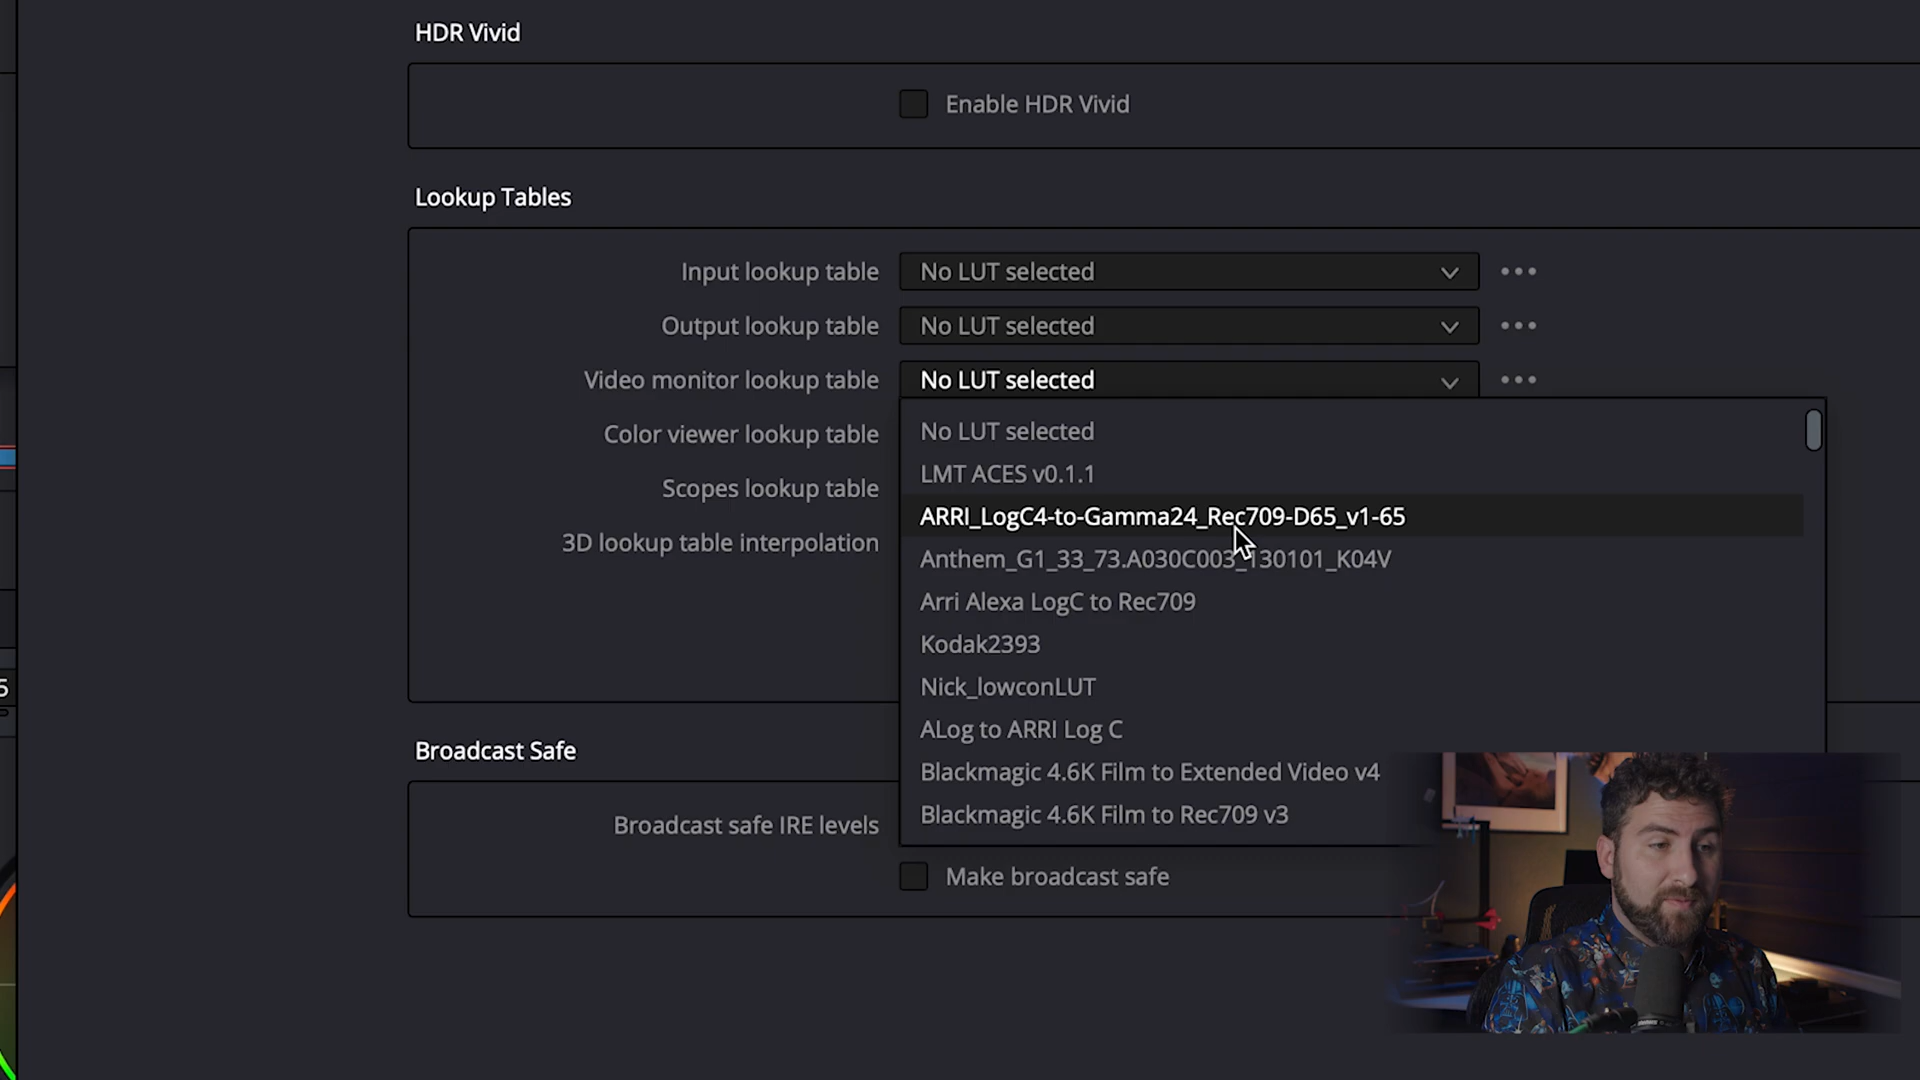 HDR Vivid
Enable HDR Vivid
Lookup Tables
Input lookup table No LUT selected
Output lookup table No LUT selected
Video monitor lookup table No LUT selected
Color viewer lookup table
Scopes lookup table
3D lookup table interpolation
No LUT selected
LMT ACES v0.1.1
ARRI_LogC4-to-Gamma24_Rec709-D65_v1-65
Anthem_G1_33_73.A030C003_130101_K04V
Arri Alexa LogC to Rec709
Kodak2393
Nick_lowconLUT
ALog to ARRI Log C
Blackmagic 4.6K Film to Extended Video v4
Blackmagic 4.6K Film to Rec709 v3
5
Broadcast Safe
Broadcast safe IRE levels
Make broadcast safe